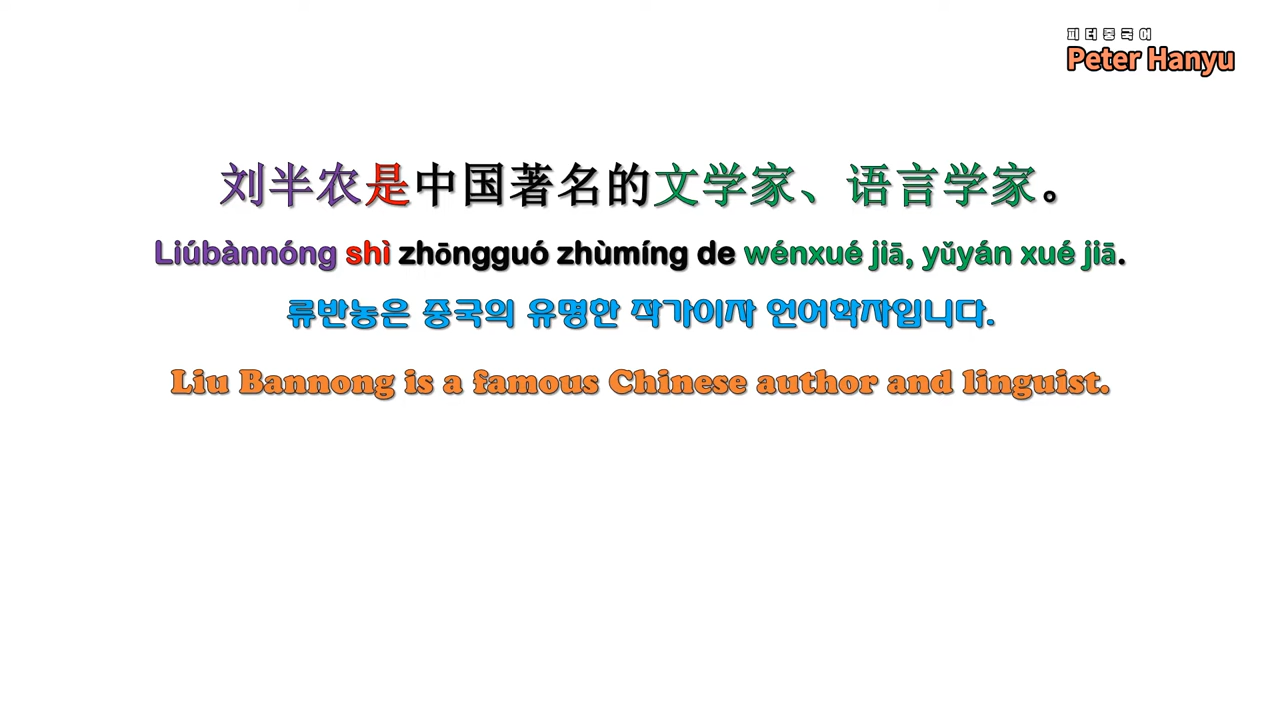 피터중국어
Peter Hanyu
刘半农是中国著名的文学家、语言学家。
Liúbànnóng shì zhōngguó zhùmíng de wénxué jiā, yǔyán xué jiā.
류반농은 중국의 유명한 작가이자 언어학자입니다.
Liu Bannong is a famous Chinese author and linguist.